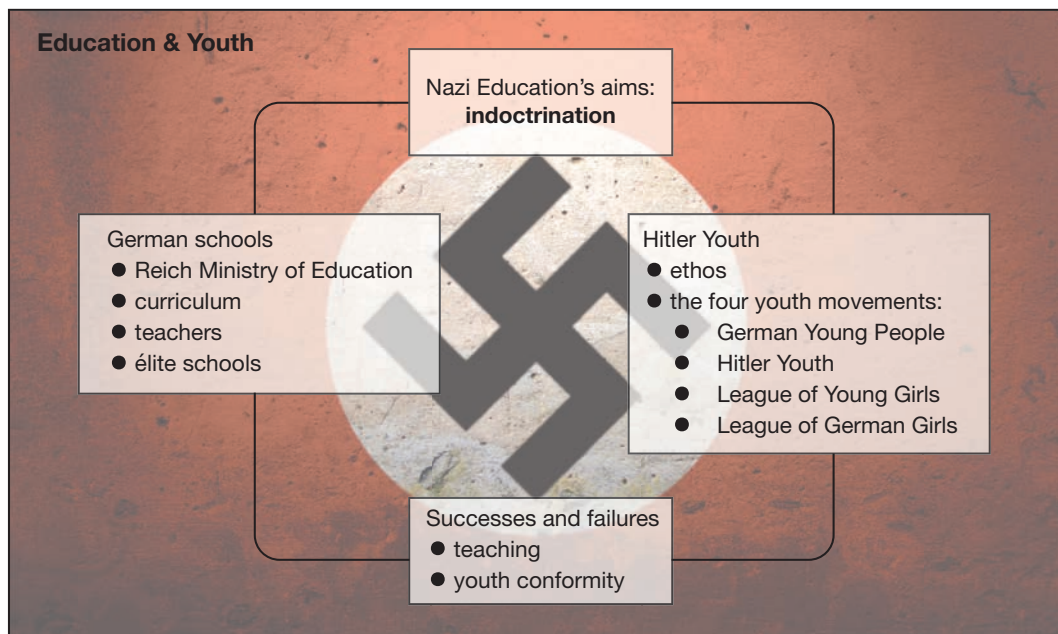 Education & Youth
Nazi Education’s aims:
indoctrination
German schools
● Reich Ministry of Education
● curriculum
● teachers
● élite schools
Hitler Youth
● ethos
● the four youth movements:
● German Young People
● Hitler Youth
● League of Young Girls
● League of German Girls
Successes and failures
● teaching
● youth conformity